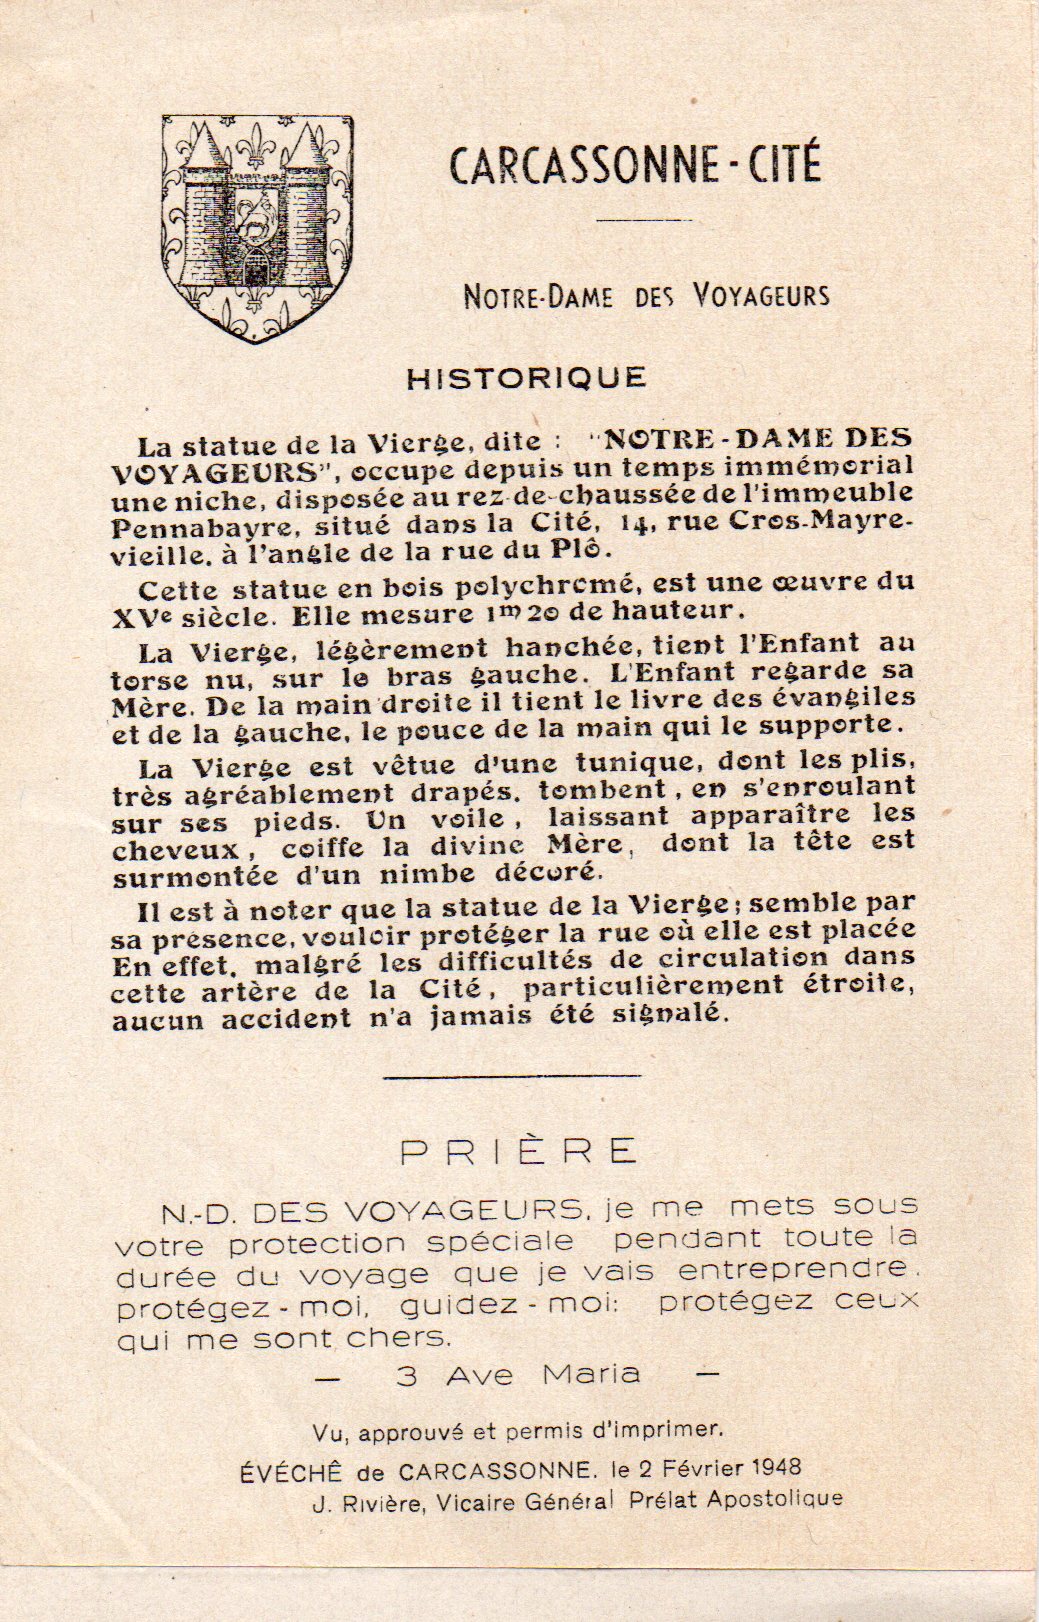 CARCASSONNE-CITÉ
NOTRE-DAME DES VOYAGEURS
HISTORIQUE
La statue de la Vierge, dite : "NOTRE-DAME DES
VOYAGEURS", occupe depuis un temps immémorial
une niche, disposée au rez-de-chaussée de l'immeuble
Pennabayre, situé dans la Cité, 14, rue Cros-Mayre-
vieille, à l'angle de la rue du Plô.
Cette statue en bois polychromé, est une œuvre du
XVe siècle. Elle mesure 1m20 de hauteur.
La Vierge, légèrement hanchée, tient l'Enfant au
torse nu, sur le bras gauche. L'Enfant regarde sa
Mère. De la main droite il tient le livre des évangiles
et de la gauche, le pouce de la main qui le supporte.
La Vierge est vêtue d'une tunique, dont les plis,
très agréablement drapés, tombent, en s'enroulant
sur ses pieds. Un voile, laissant apparaître les
cheveux, coiffe la divine Mère, dont la tête est
surmontée d'un nimbe décoré.
Il est à noter que la statue de la Vierge; semble par
sa présence, vouloir protéger la rue où elle est placée
En effet, malgré les difficultés de circulation dans
cette artère de la Cité, particulièrement étroite,
aucun accident n'a jamais été signalé.
PRIÈRE
N.-D. DES VOYAGEURS, je me mets sous
votre protection spéciale pendant toute la
durée du voyage que je vais entreprendre.
protégez-moi, guidez-moi: protégez ceux
qui me sont chers.
— 3 Ave Maria —
Vu, approuvé et permis d'imprimer.
ÉVÉCHÊ de CARCASSONNE. le 2 Février 1948
J. Rivière, Vicaire Général Prélat Apostolique